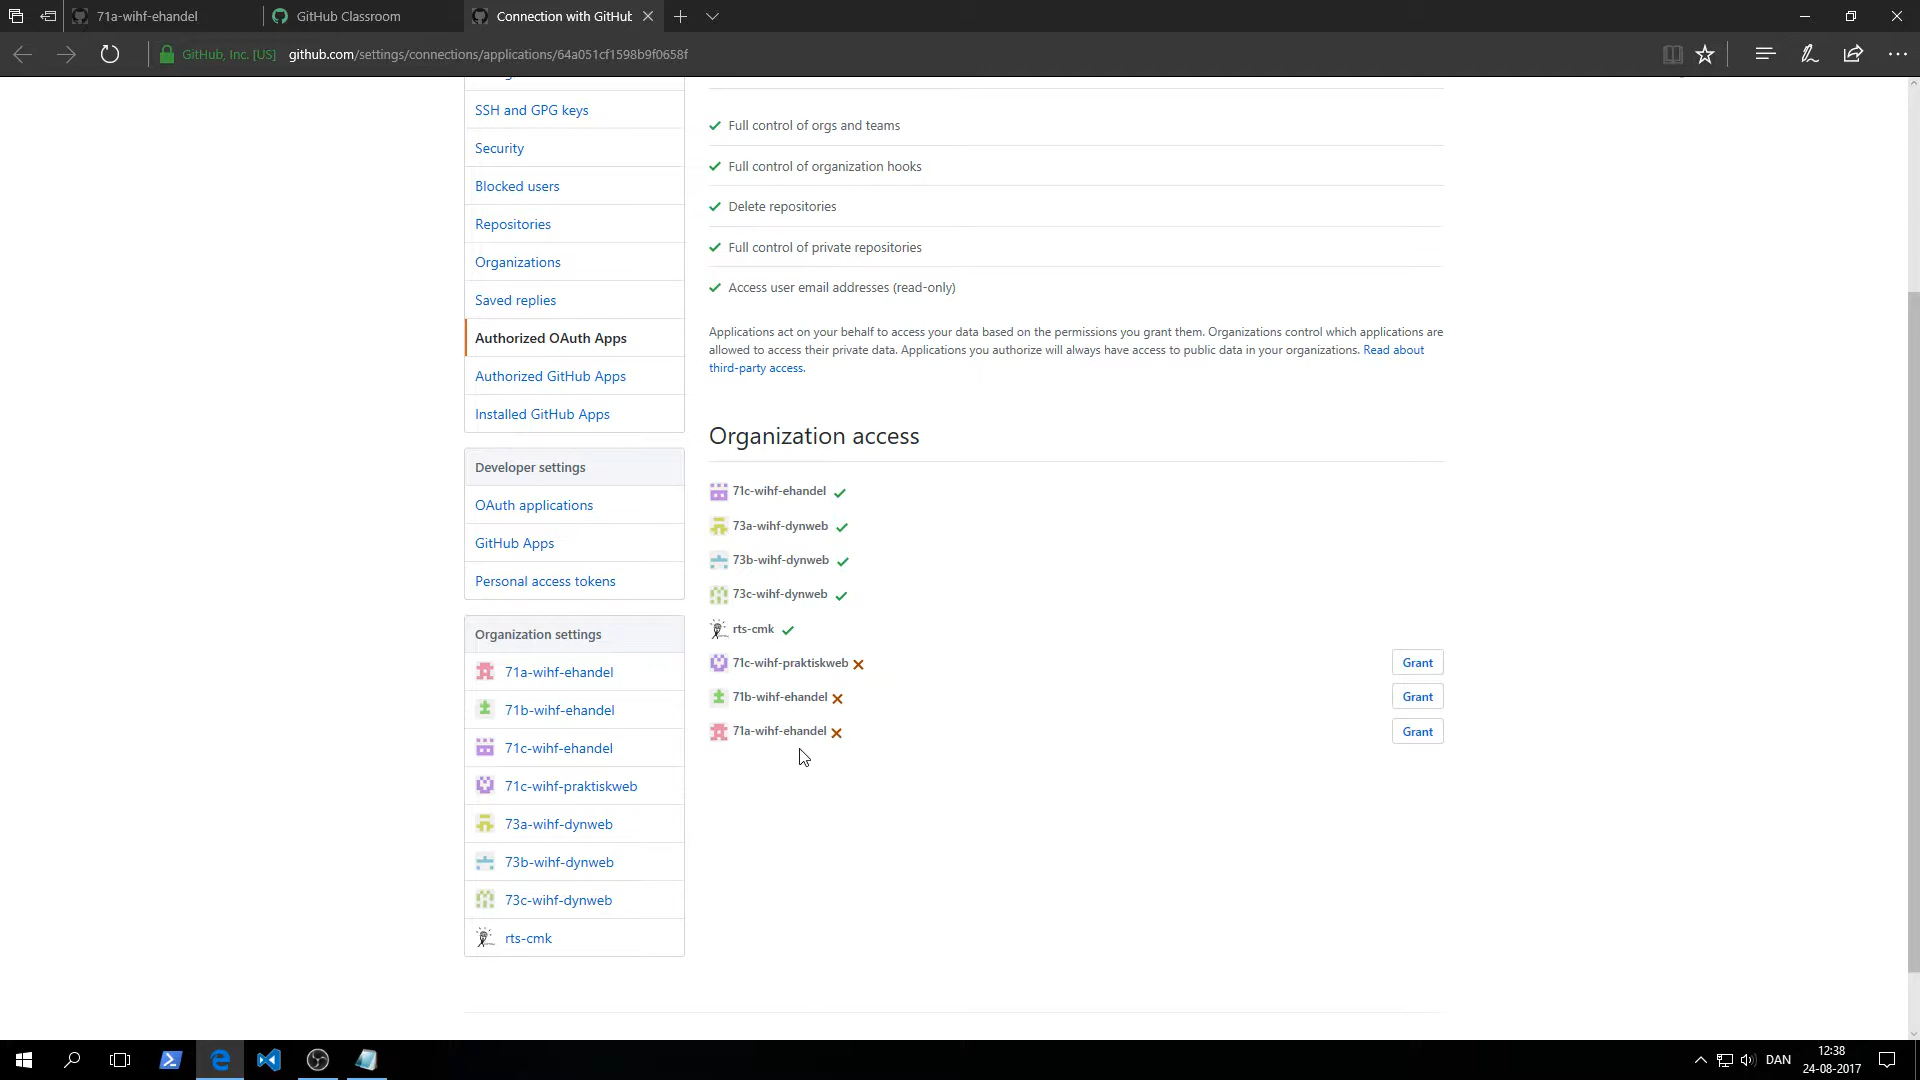 71a-wihf-ehandel
GitHub Classroom
Connection with GitHub
GitHub, Inc. [US]
github.com/settings/connections/applications/64a051cf1598b9f0658f
SSH and GPG keys
Security
Blocked users
Repositories
Organizations
Saved replies
Authorized OAuth Apps
Authorized GitHub Apps
Installed GitHub Apps
Developer settings
OAuth applications
GitHub Apps
Personal access tokens
Organization settings
71a-wihf-ehandel
71b-wihf-ehandel
71c-wihf-ehandel
71c-wihf-praktiskweb
73a-wihf-dynweb
73b-wihf-dynweb
73c-wihf-dynweb
rts-cmk
Full control of orgs and teams
Full control of organization hooks
Delete repositories
Full control of private repositories
Access user email addresses (read-only)
Applications act on your behalf to access your data based on the permissions you grant them. Organizations control which applications are
allowed to access their private data. Applications you authorize will always have access to public data in your organizations. Read about
third-party access.
Organization access
71c-wihf-ehandel
73a-wihf-dynweb
73b-wihf-dynweb
73c-wihf-dynweb
rts-cmk
71c-wihf-praktiskweb Grant
71b-wihf-ehandel Grant
71a-wihf-ehandel Grant
DAN
12:38
24-08-2017